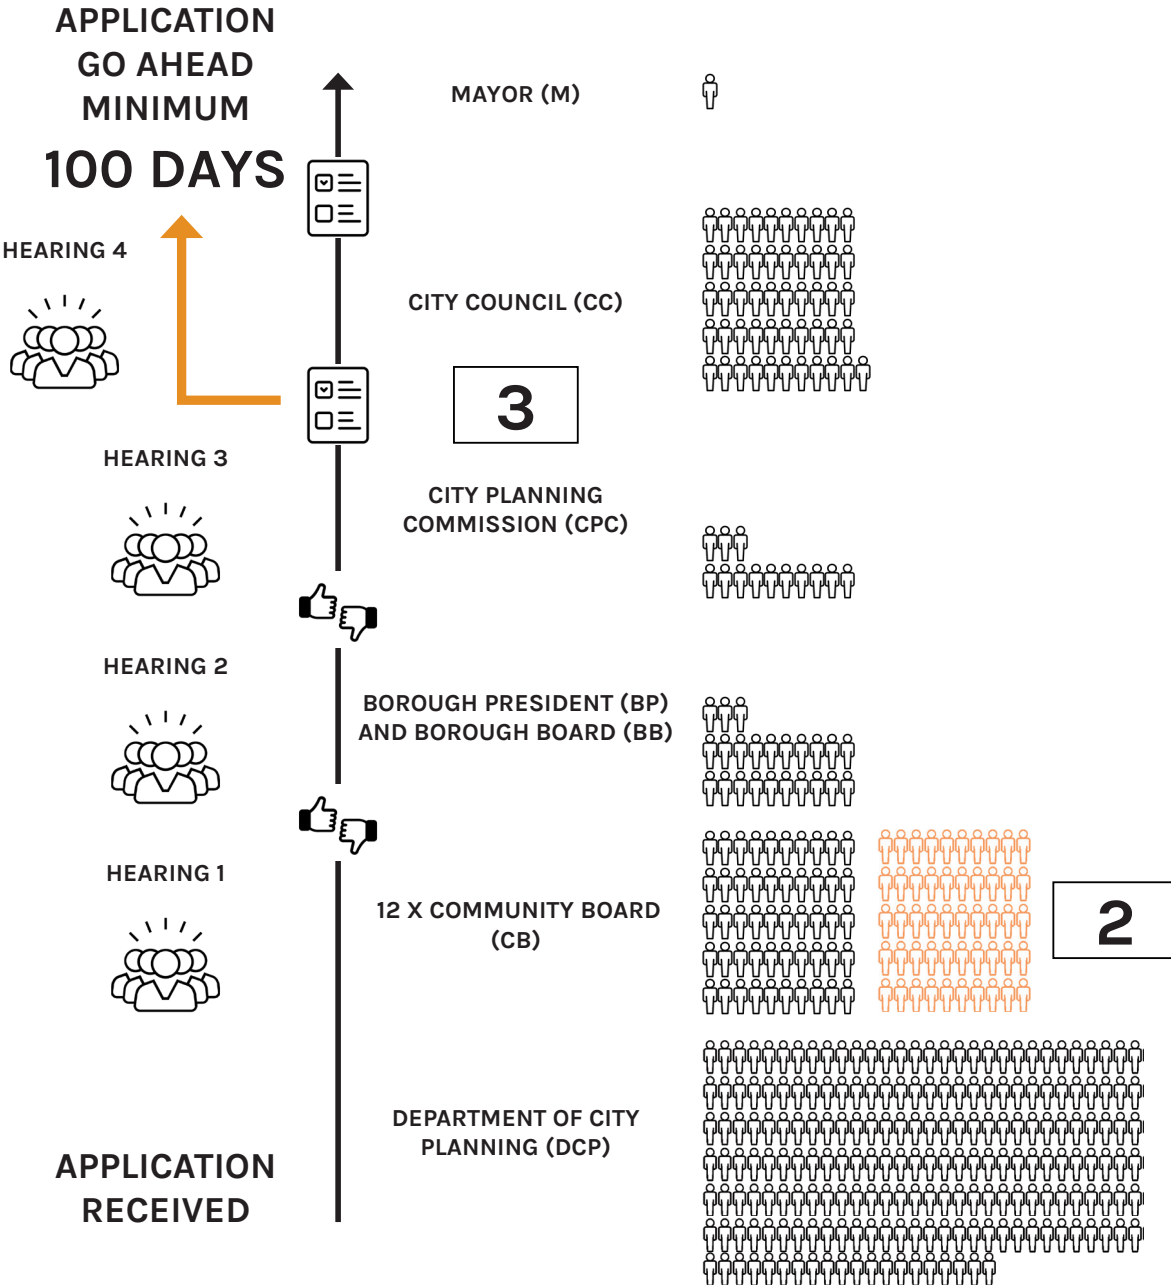 APPLICATION
GO AHEAD
MINIMUM
100 DAYS
MAYOR (M)
HEARING 4
CITY COUNCIL (CC)
3
HEARING 3
CITY PLANNING
COMMISSION (CPC)
HEARING 2
BOROUGH PRESIDENT (BP)
AND BOROUGH BOARD (BB)
HEARING 1
12 X COMMUNITY BOARD
(CB)
2
DEPARTMENT OF CITY
PLANNING (DCP)
APPLICATION
RECEIVED